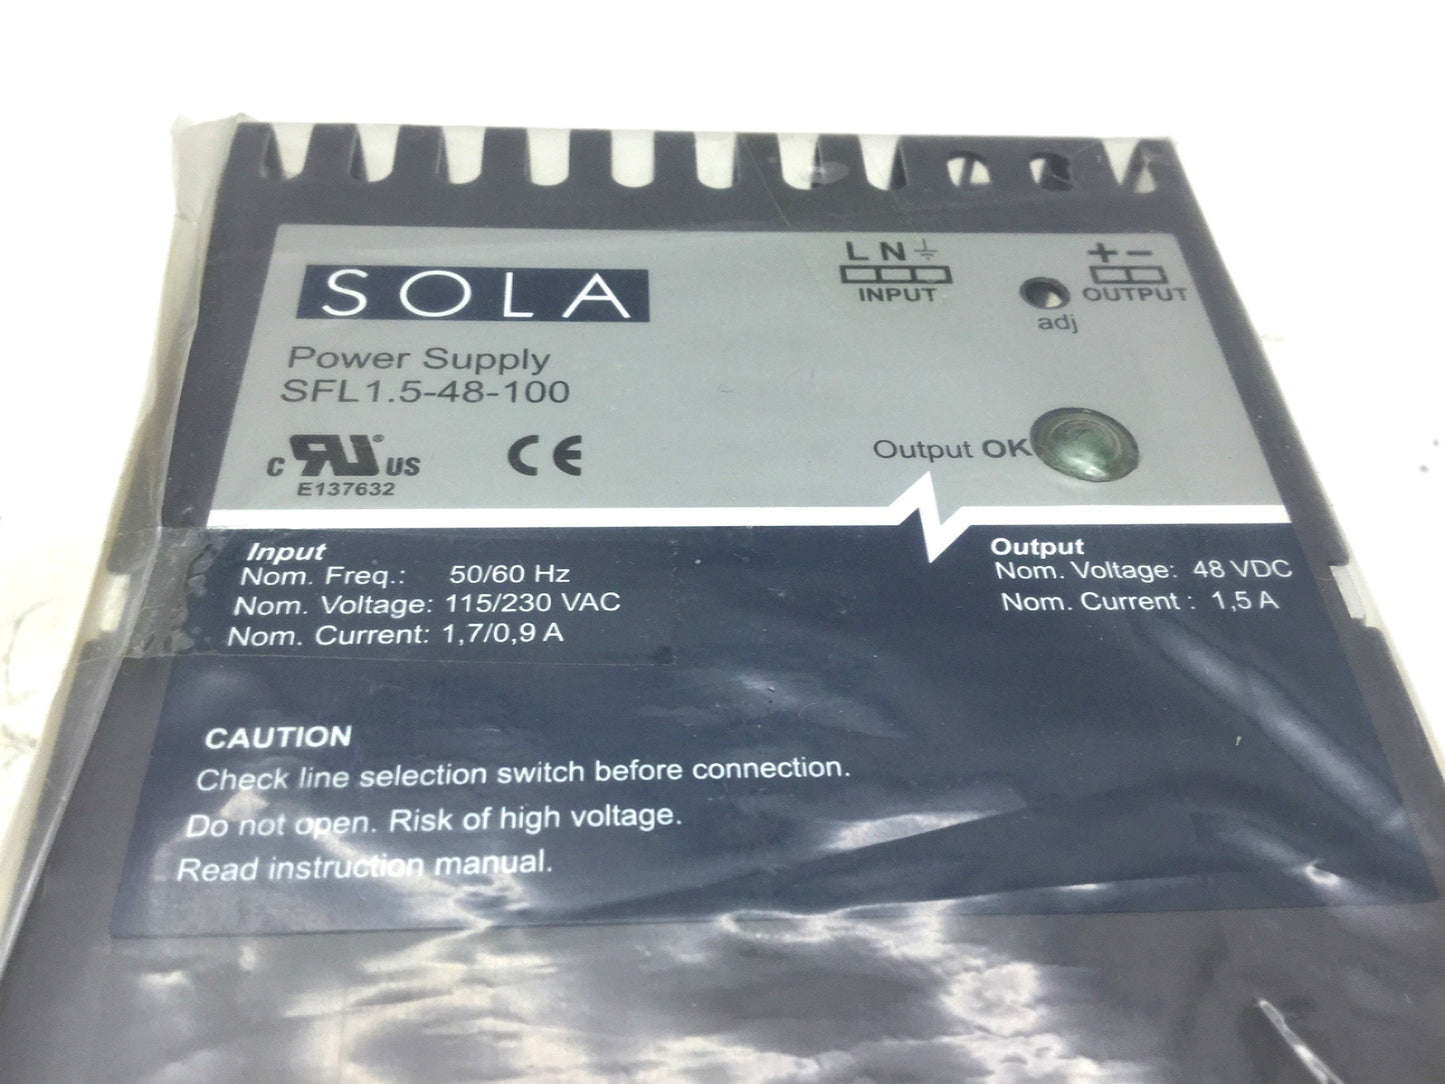 SOLA
Power Supply
SFL1.5-48-100
L N
INPUT
+ -
OUTPUT
adj
Output OK
c RU® US
E137632
CE
Input
Nom. Freq.: 50/60 Hz
Nom. Voltage: 115/230 VAC
Nom. Current: 1,7/0,9 A
Output
Nom. Voltage: 48 VDC
Nom. Current : 1,5 A
CAUTION
Check line selection switch before connection.
Do not open. Risk of high voltage.
Read instruction manual.